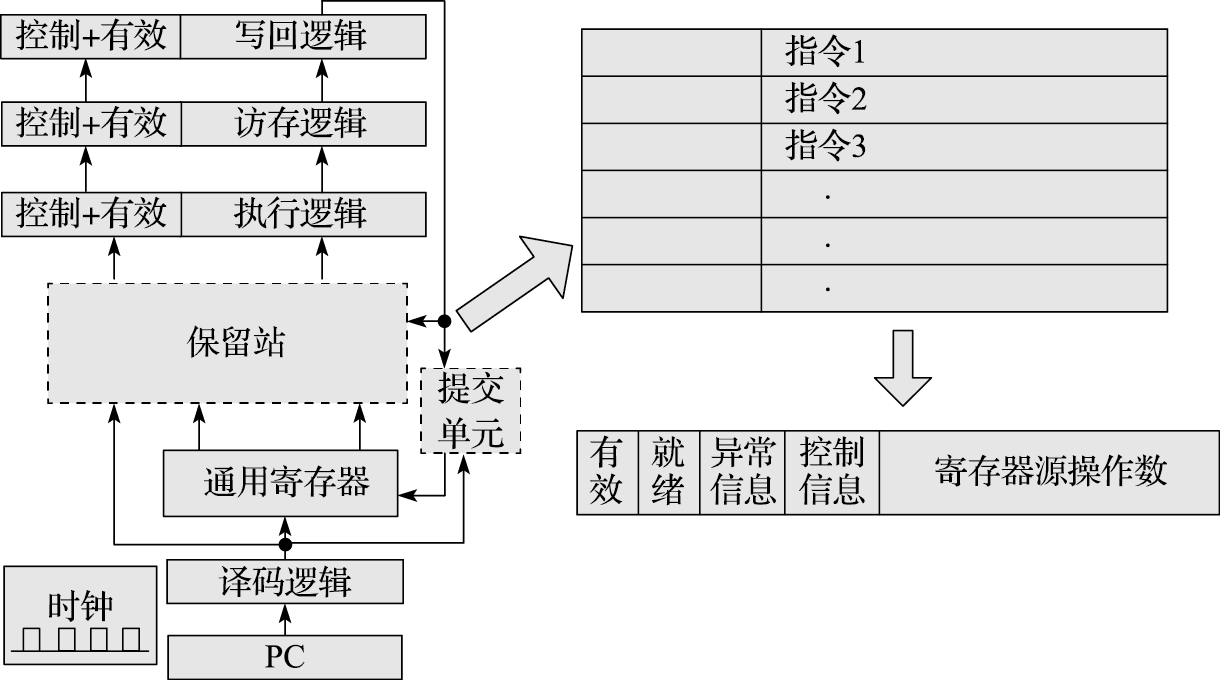 控制+有效 写回逻辑
控制+有效 访存逻辑
控制+有效 执行逻辑
保留站
提交
单元
通用寄存器
译码逻辑
时钟
PC
指令1
指令2
指令3
.
.
.
有
效
就
绪
异常
信息
控制
信息
寄存器源操作数